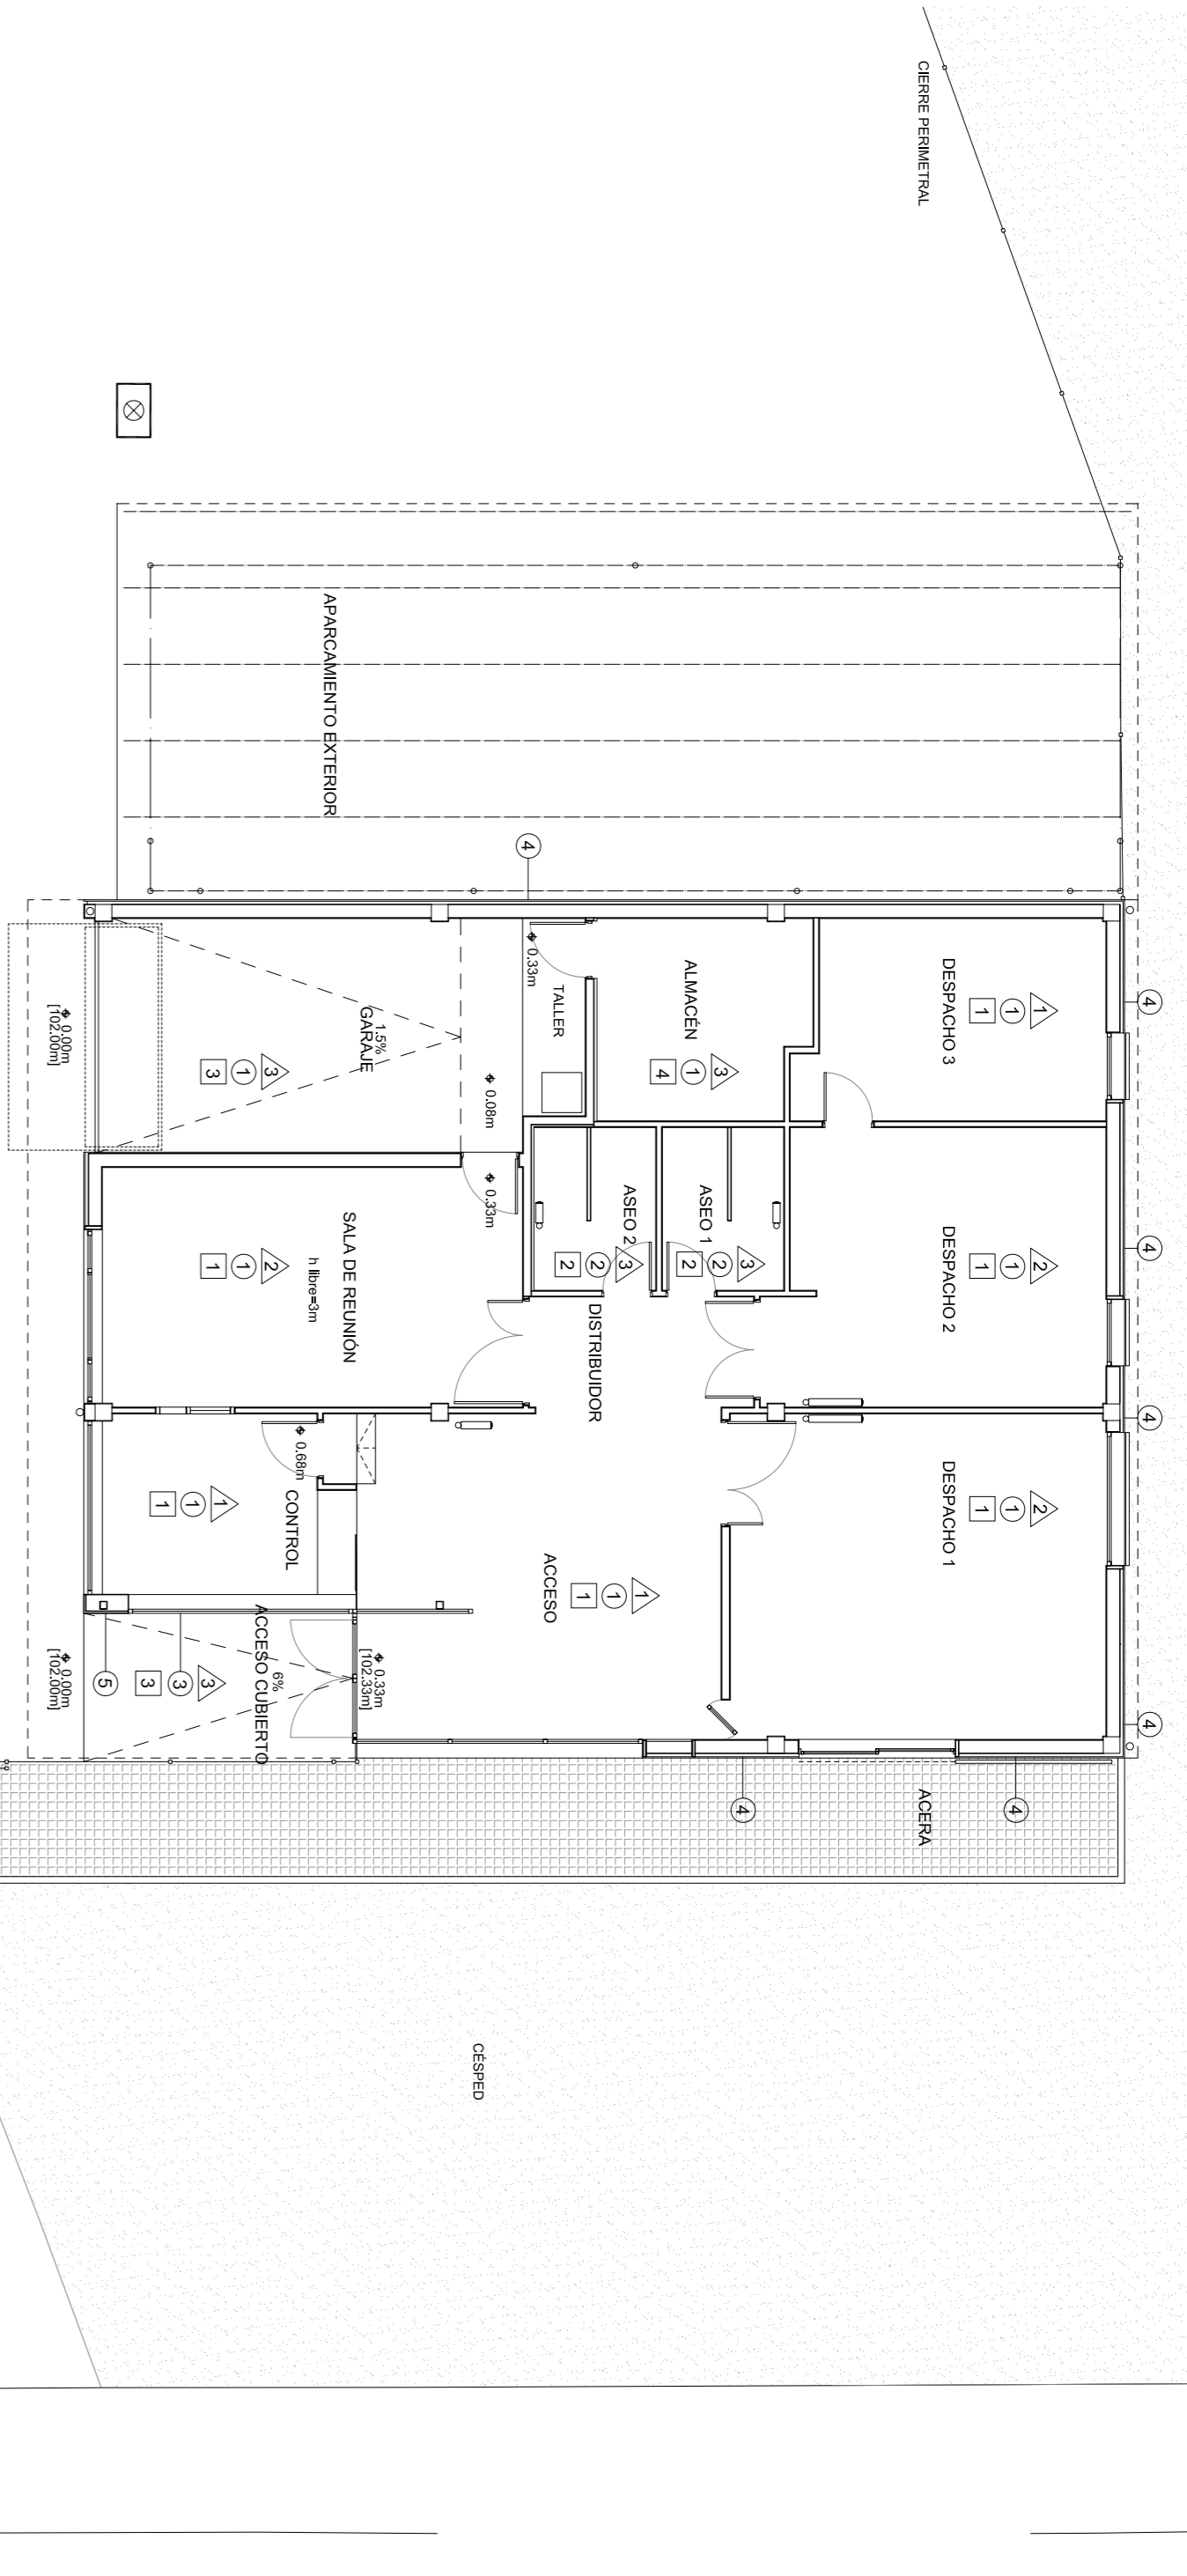 CIERRE PERIMETRAL
4
4
4
4
DESPACHO 3
1
1
1
DESPACHO 2
2
1
1
DESPACHO 1
2
1
1
ACERA
4
4
ALMACÉN
3
1
4
ASEO 1
3
2
2
ASEO 2
3
2
2
DISTRIBUIDOR
ACCESO
1
1
1
4
TALLER
0.33m
0.08m
0.33m
CÉSPED
APARCAMIENTO EXTERIOR
1.5%
GARAJE
3
1
3
SALA DE REUNIÓN
h libre=3m
2
1
1
0.68m
CONTROL
1
1
1
0.33m
[102.33m]
6%
ACCESO CUBIERTO
3
3
3
5
0.00m
[102.00m]
0.00m
[102.00m]